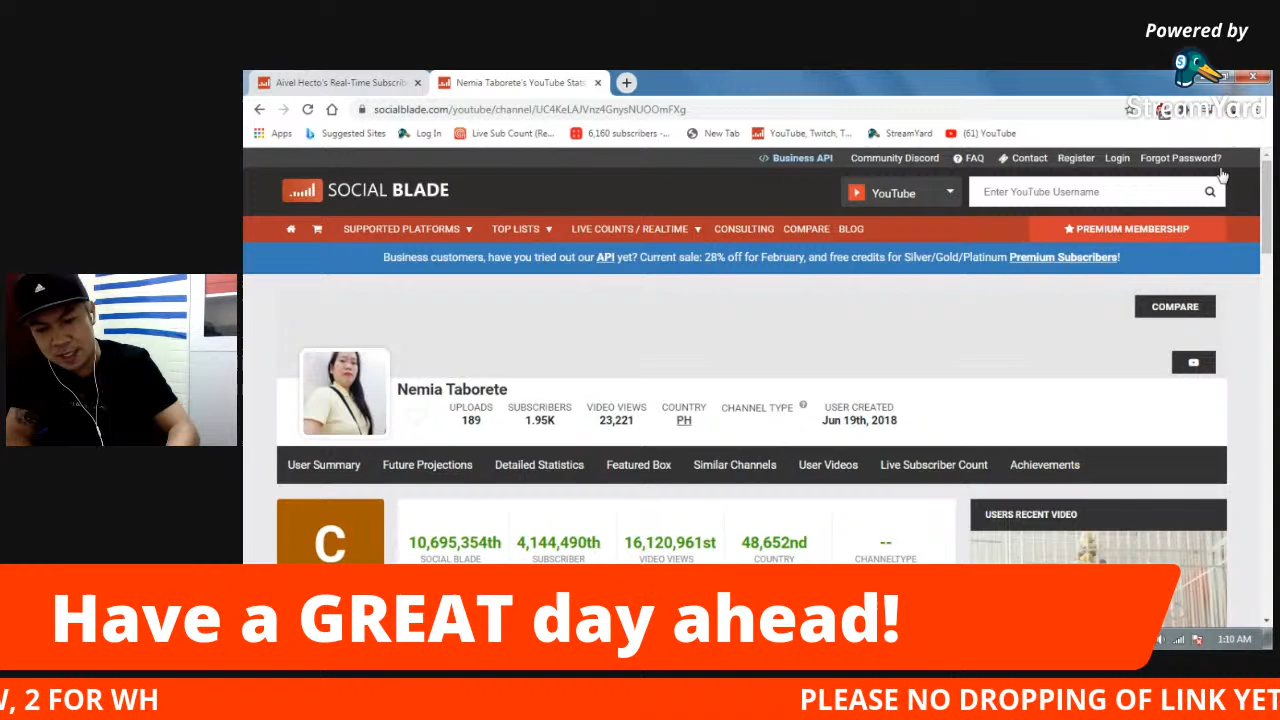 Powered by
StreamYard
Aivel Hecto's Real-Time Subscrib
Nemia Taborete's YouTube Stats
socialblade.com/youtube/channel/UC4KeLAJVnz4GnysNUOOmFXg
Apps
Suggested Sites
Log In
Live Sub Count (Re...
6,160 subscribers -...
New Tab
YouTube, Twitch, T...
StreamYard
(61) YouTube
Business API
Community Discord
FAQ
Contact
Register
Login
Forgot Password?
SOCIAL BLADE
YouTube
Enter YouTube Username
SUPPORTED PLATFORMS
TOP LISTS
LIVE COUNTS / REALTIME
CONSULTING
COMPARE
BLOG
PREMIUM MEMBERSHIP
Business customers, have you tried out our API yet? Current sale: 28% off for February, and free credits for Silver/Gold/Platinum Premium Subscribers!
COMPARE
Nemia Taborete
UPLOADS
189
SUBSCRIBERS
1.95K
VIDEO VIEWS
23,221
COUNTRY
PH
CHANNEL TYPE
USER CREATED
Jun 19th, 2018
User Summary
Future Projections
Detailed Statistics
Featured Box
Similar Channels
User Videos
Live Subscriber Count
Achievements
C
10,695,354th
SOCIAL BLADE
4,144,490th
SUBSCRIBER
16,120,961st
VIDEO VIEWS
48,652nd
COUNTRY
--
CHANNELTYPE
USERS RECENT VIDEO
1:10 AM
Have a GREAT day ahead!
, 2 FOR WH
PLEASE NO DROPPING OF LINK YET